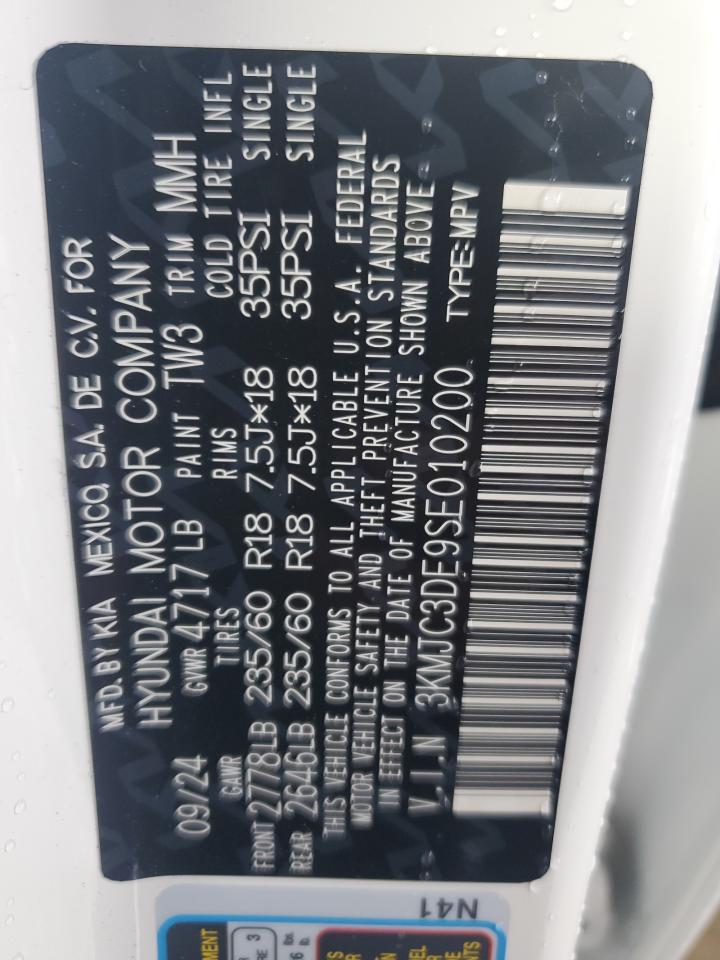 MFD. BY KIA MEXICO, S.A. DE C.V. FOR
HYUNDAI MOTOR COMPANY
09/24 GVWR 4717 LB PAINT TW3 TRIM MMH
GAWR TIRES RIMS COLD TIRE INFL
FRONT 2778LB 235/60 R18 7.5J*18 35PSI SINGLE
REAR 2646LB 235/60 R18 7.5J*18 35PSI SINGLE
THIS VEHICLE CONFORMS TO ALL APPLICABLE U.S.A. FEDERAL
MOTOR VEHICLE SAFETY AND THEFT PREVENTION STANDARDS
IN EFFECT ON THE DATE OF MANUFACTURE SHOWN ABOVE
V.I.N 3KMJC3DE9SE010200 TYPE:MPV
N41
3
lbs.